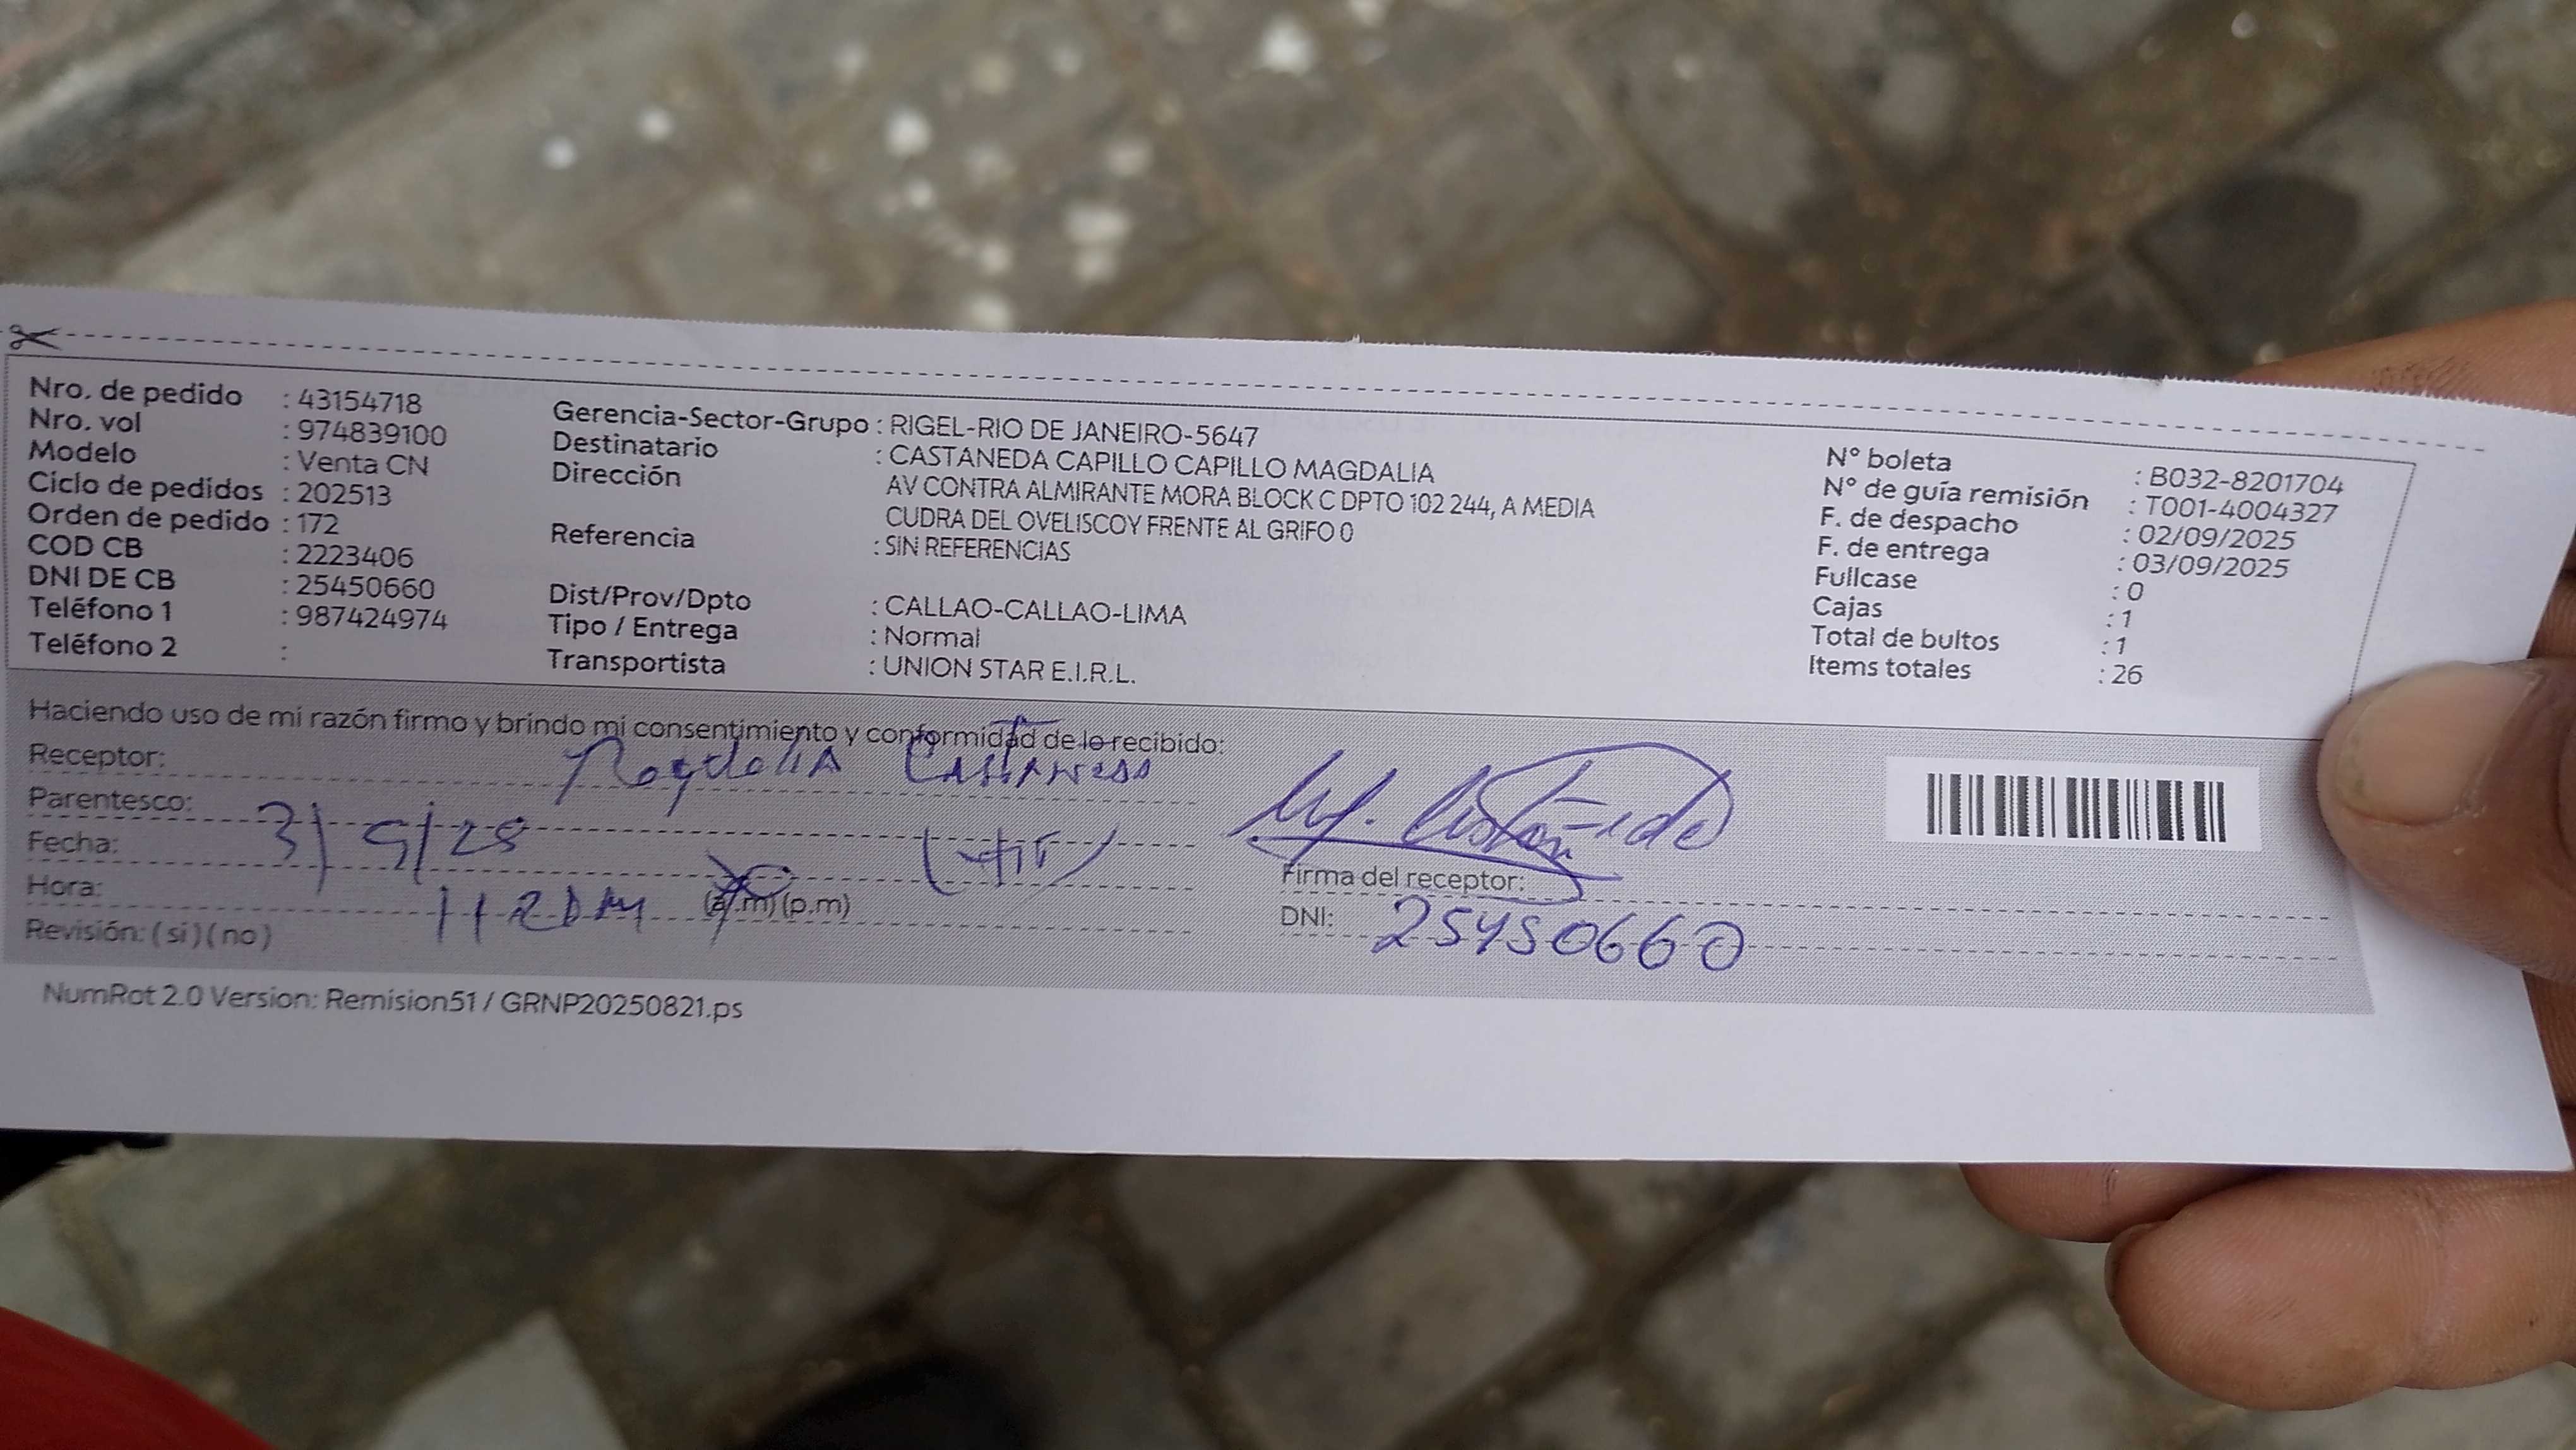 Nro. de pedido : 43154718
Nro. vol : 974839100
Modelo : Venta CN
Ciclo de pedidos : 202513
Orden de pedido : 172
COD CB : 2223406
DNI DE CB : 25450660
Teléfono 1 : 987424974
Teléfono 2 :
Gerencia-Sector-Grupo : RIGEL-RIO DE JANEIRO-5647
Destinatario : CASTANEDA CAPILLO CAPILLO MAGDALIA
Dirección AV CONTRA ALMIRANTE MORA BLOCK C DPTO 102 244, A MEDIA
CUDRA DEL OVELISCOY FRENTE AL GRIFO 0
Referencia : SIN REFERENCIAS
Dist/Prov/Dpto : CALLAO-CALLAO-LIMA
Tipo / Entrega : Normal
Transportista : UNION STAR E.I.R.L.
N° boleta : B032-8201704
N° de guía remisión : T001-4004327
F. de despacho : 02/09/2025
F. de entrega : 03/09/2025
Fullcase : 0
Cajas : 1
Total de bultos : 1
Items totales : 26
Haciendo uso de mi razón firmo y brindo mi consentimiento y conformidad de lo recibido:
Receptor: Magdalia Castaneda
Parentesco:
Fecha:
Hora: (a.m) (p.m)
Revisión: (si) (no)
Firma del receptor:
DNI: 25450660
NumRot 2.0 Version: Remision51 / GRNP20250821.ps